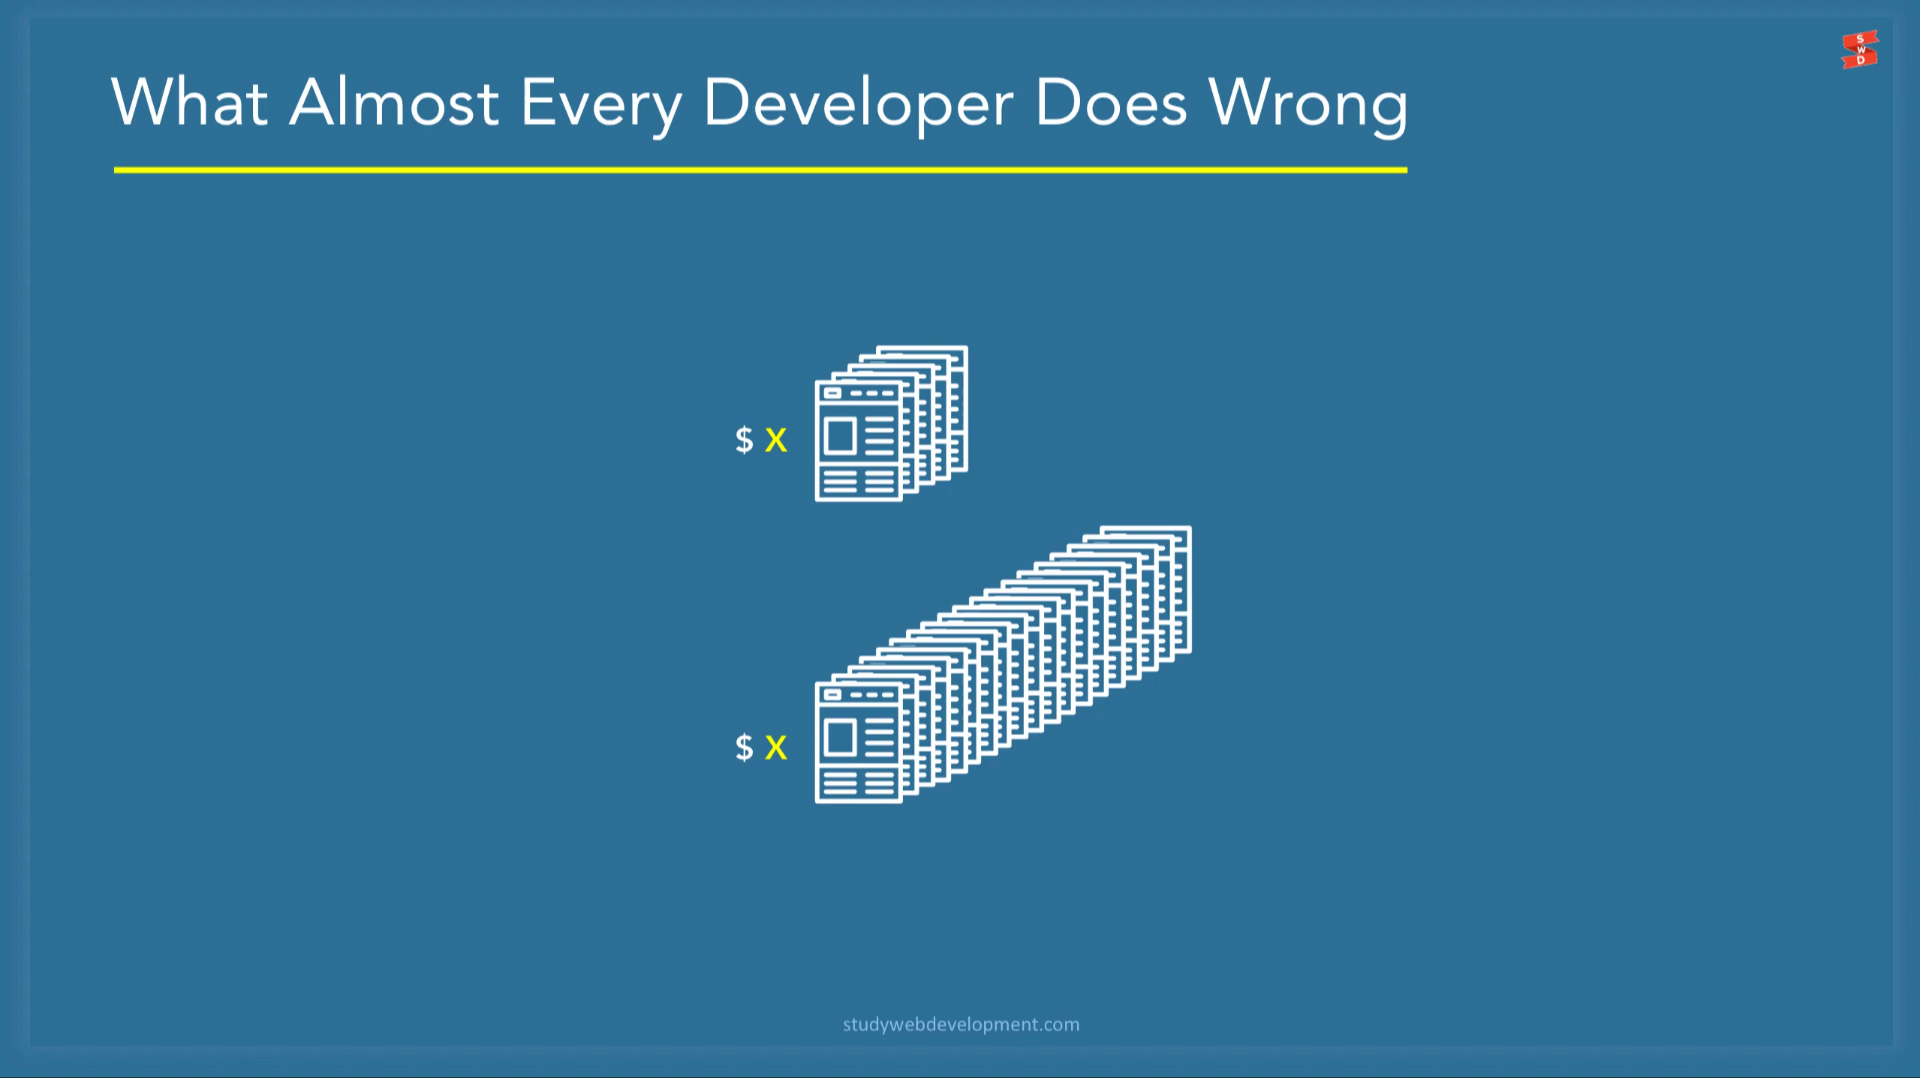 S
W
D
What Almost Every Developer Does Wrong
$ X
$ X
studywebdevelopment.com